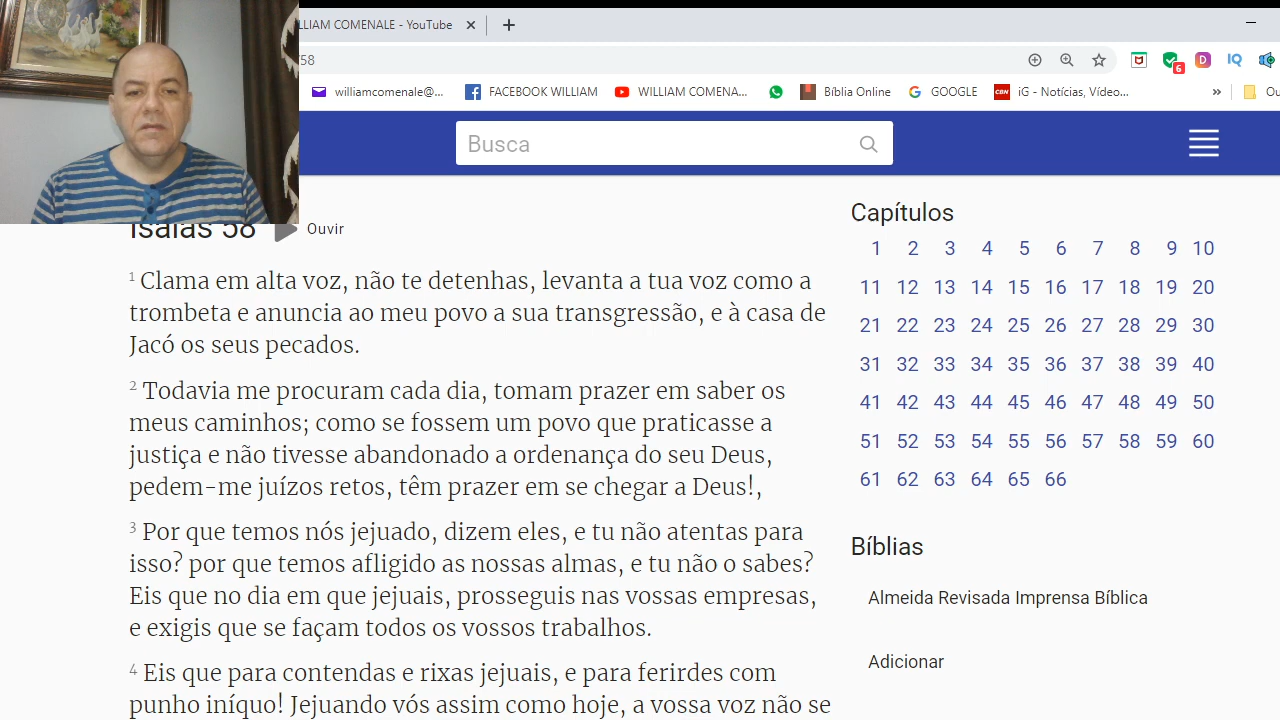 LLIAM COMENALE - YouTube
58
6
D
IQ
williamcomenale@...
FACEBOOK WILLIAM
WILLIAM COMENA...
Bíblia Online
GOOGLE
CBN
iG - Notícias, Vídeo...
»
Ou
Busca
Isaías 58
Ouvir
1 Clama em alta voz, não te detenhas, levanta a tua voz como a
trombeta e anuncia ao meu povo a sua transgressão, e à casa de
Jacó os seus pecados.
2 Todavia me procuram cada dia, tomam prazer em saber os
meus caminhos; como se fossem um povo que praticasse a
justiça e não tivesse abandonado a ordenança do seu Deus,
pedem-me juízos retos, têm prazer em se chegar a Deus!,
3 Por que temos nós jejuado, dizem eles, e tu não atentas para
isso? por que temos afligido as nossas almas, e tu não o sabes?
Eis que no dia em que jejuais, prosseguis nas vossas empresas,
e exigis que se façam todos os vossos trabalhos.
4 Eis que para contendas e rixas jejuais, e para ferirdes com
punho iníquo! Jejuando vós assim como hoje, a vossa voz não se
Capítulos
1 2 3 4 5 6 7 8 9 10
11 12 13 14 15 16 17 18 19 20
21 22 23 24 25 26 27 28 29 30
31 32 33 34 35 36 37 38 39 40
41 42 43 44 45 46 47 48 49 50
51 52 53 54 55 56 57 58 59 60
61 62 63 64 65 66
Bíblias
Almeida Revisada Imprensa Bíblica
Adicionar